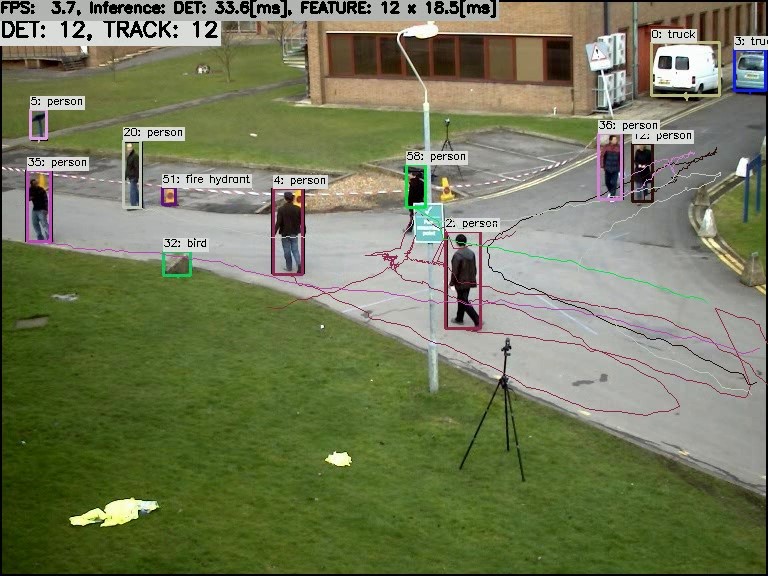 FPS: 3.7, Inference: DET: 33.6[ms], FEATURE: 12 x 18.5[ms]
DET: 12, TRACK: 12
0: truck
3: truc
5: person
20: person
36: person
12: person
35: person
58: person
51: fire hydrant
4: person
2: person
32: bird